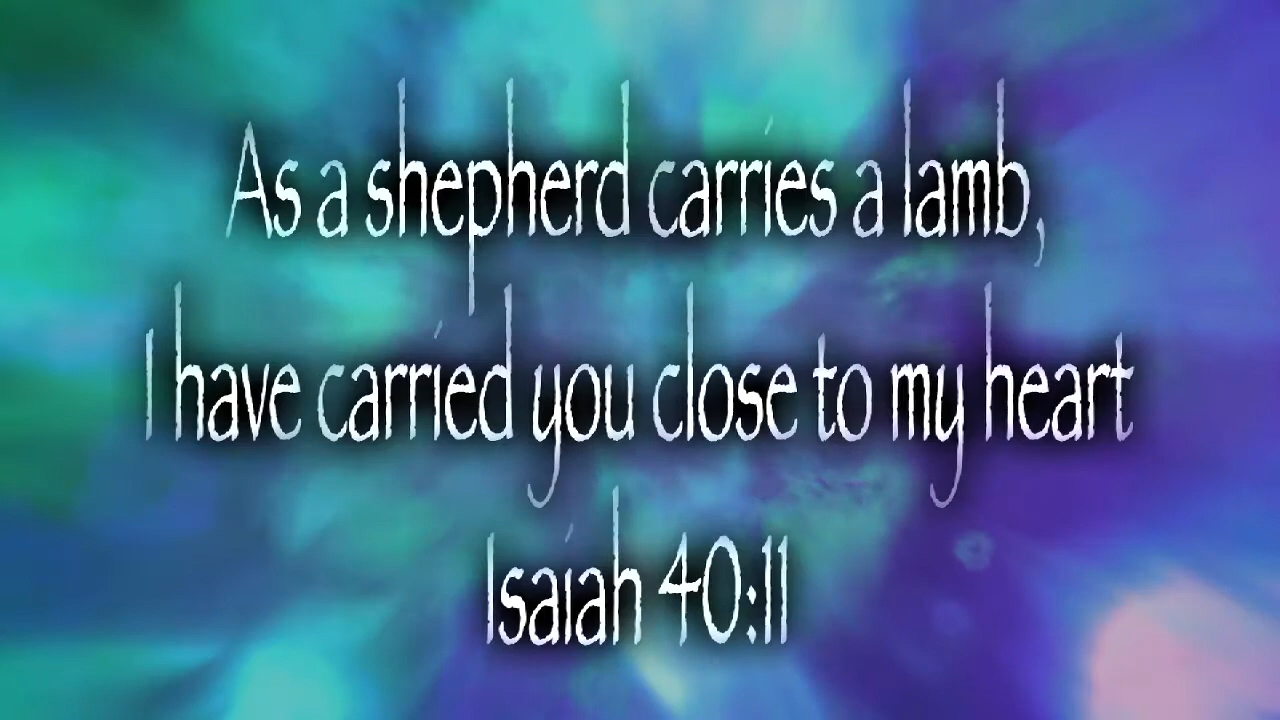 As a shepherd carries a lamb,
I have carried you close to my heart
Isaiah 40:11